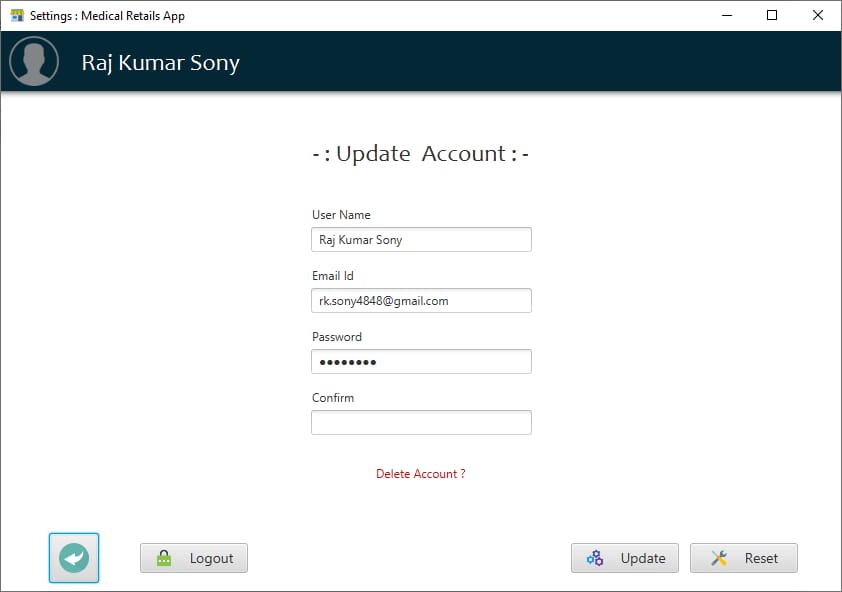 Settings : Medical Retails App
Raj Kumar Sony
- : Update Account : -
User Name
Raj Kumar Sony
Email Id
rk.sony4848@gmail.com
Password
●●●●●●●●
Confirm
Delete Account ?
Logout
Update
Reset